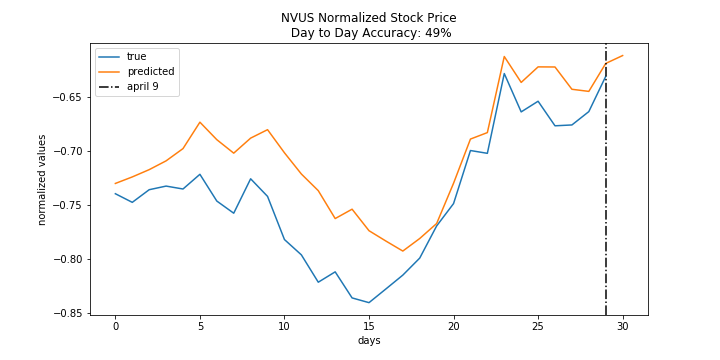 NVUS Normalized Stock Price
Day to Day Accuracy: 49%
true
predicted
april 9
normalized values
−0.65
−0.70
−0.75
−0.80
−0.85
0
5
10
15
20
25
30
days